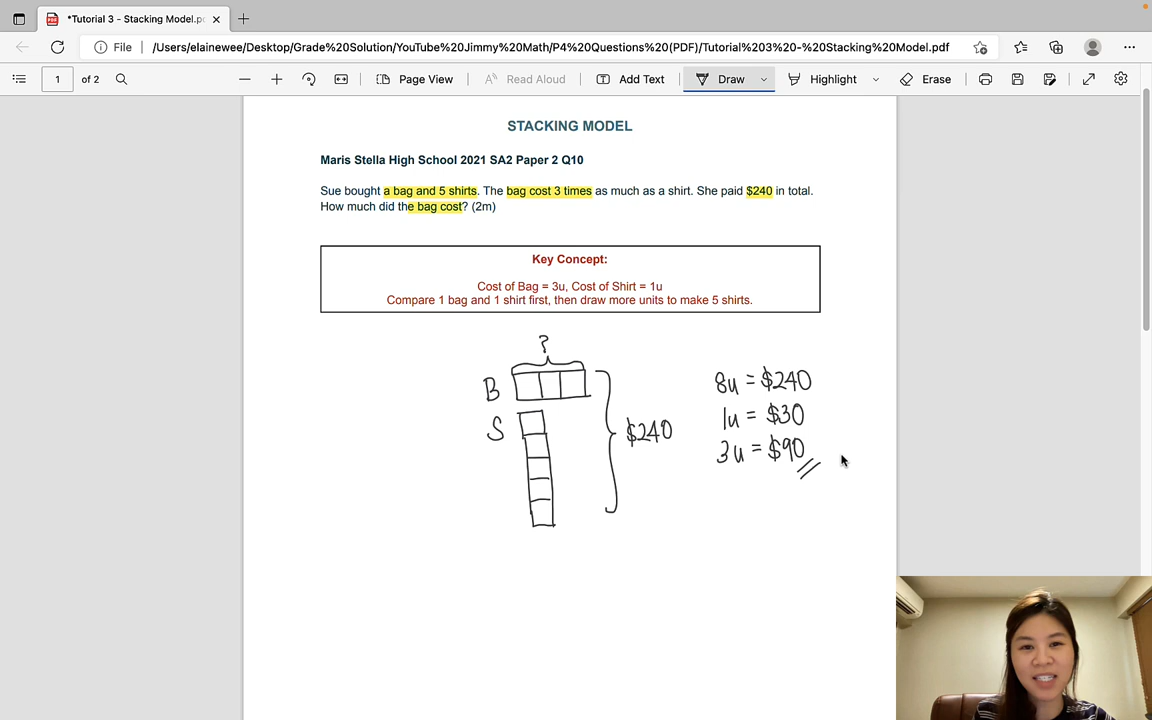 *Tutorial 3 - Stacking Model.pc
File /Users/elainewee/Desktop/Grade%20Solution/YouTube%20Jimmy%20Math/P4%20Questions%20(PDF)/Tutorial%203%20-%20Stacking%20Model.pdf
1 of 2 Page View Read Aloud Add Text Draw Highlight Erase
STACKING MODEL
Maris Stella High School 2021 SA2 Paper 2 Q10
Sue bought a bag and 5 shirts. The bag cost 3 times as much as a shirt. She paid $240 in total.
How much did the bag cost? (2m)
Key Concept:
Cost of Bag = 3u, Cost of Shirt = 1u
Compare 1 bag and 1 shirt first, then draw more units to make 5 shirts.
?
B
S
$240
8u = $240
1u = $30
3u = $90